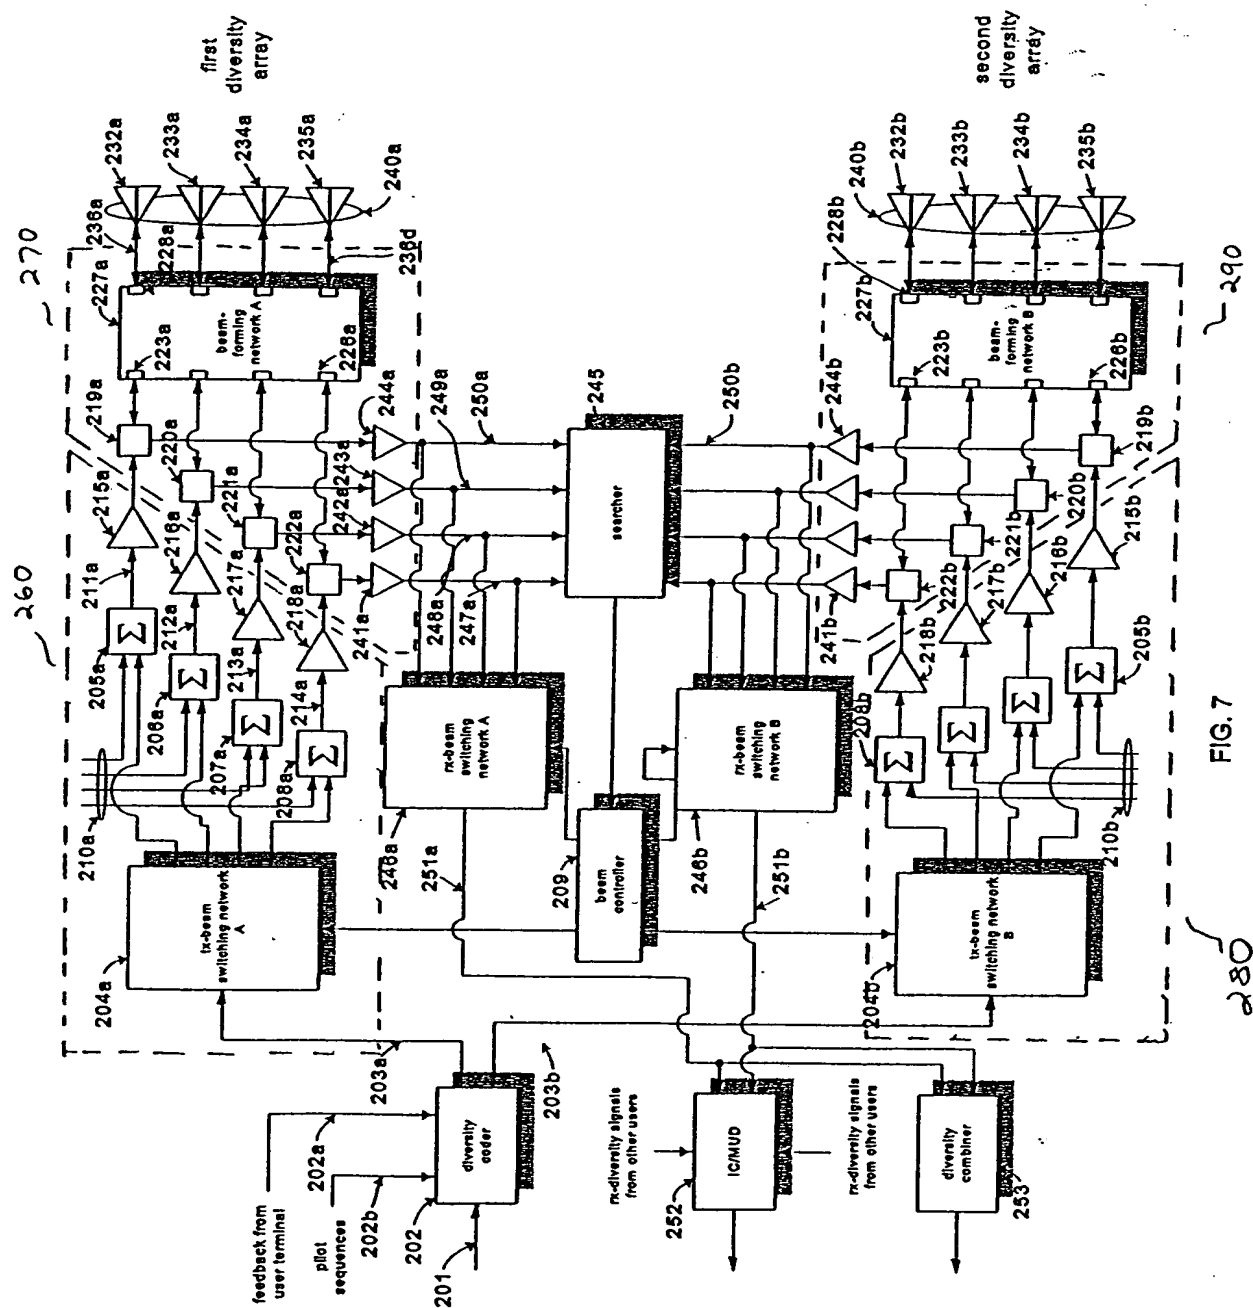 first
diversity
array
second
diversity
array
232a
233a
234a
235a
240a
236a
236d
228a
227a
270
223a
beam-
forming
network A
226a
219a
220a
221a
222a
215a
216a
217a
218a
244a
243a
242a
241a
249a
250a
248a
247a
260
211a
212a
213a
214a
205a
206a
207a
208a
Σ
Σ
Σ
Σ
210a
tx-beam
switching network
A
204a
203a
rx-beam
switching
network A
246a
251a
245
searcher
250b
209
beam
controller
rx-beam
switching
network B
246b
251b
232b
233b
234b
235b
240b
228b
227b
290
223b
beam-
forming
network B
226b
244b
241b
219b
220b
221b
222b
215b
216b
217b
218b
208b
205b
Σ
Σ
Σ
Σ
210b
tx-beam
switching network
B
204b
280
203b
feedback from
user terminal
202a
pilot
sequences
202b
202
201
diversity
coder
rx-diversity signals
from other users
252
IC/MUD
rx-diversity signals
from other users
diversity
combiner
253
FIG. 7